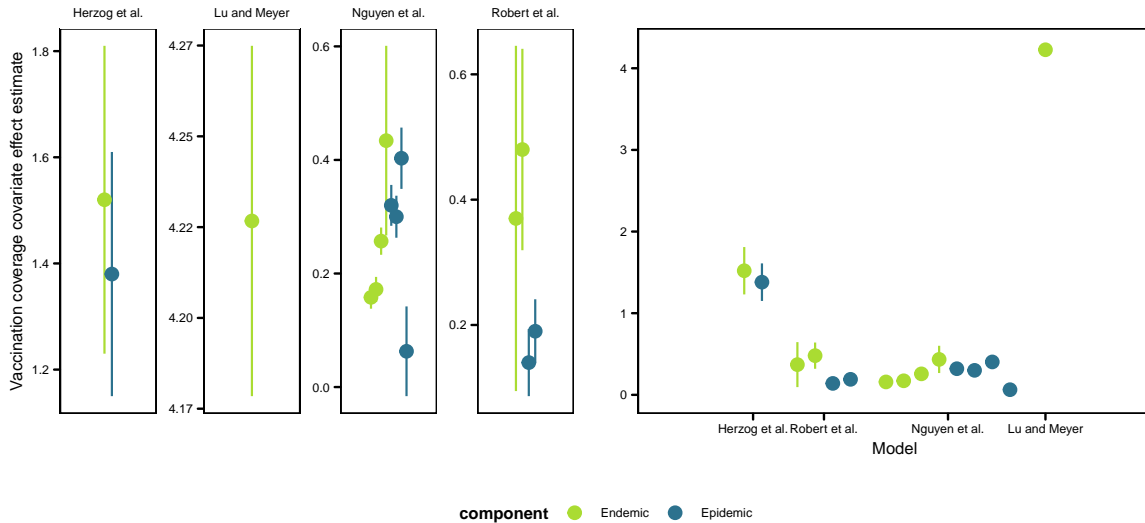 Herzog et al.
Lu and Meyer
Nguyen et al.
Robert et al.
Vaccination coverage covariate effect estimate
1.8
1.6
1.4
1.2
4.27
4.25
4.22
4.20
4.17
0.6
0.4
0.2
0.0
0.6
0.4
0.2
4
3
2
1
0
Herzog et al.
Robert et al.
Nguyen et al.
Lu and Meyer
Model
component
Endemic
Epidemic